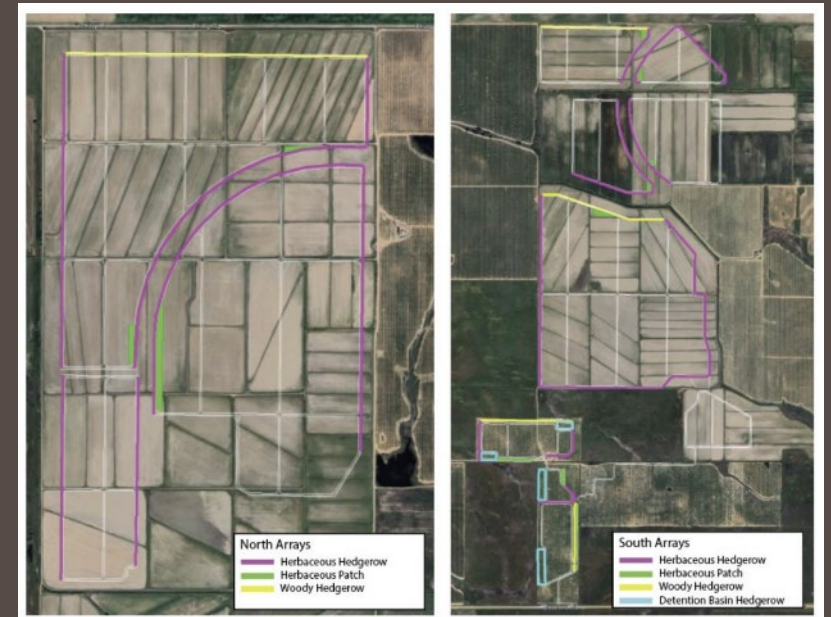 North Arrays
Herbaceous Hedgerow
Herbaceous Patch
Woody Hedgerow
South Arrays
Herbaceous Hedgerow
Herbaceous Patch
Woody Hedgerow
Detention Basin Hedgerow